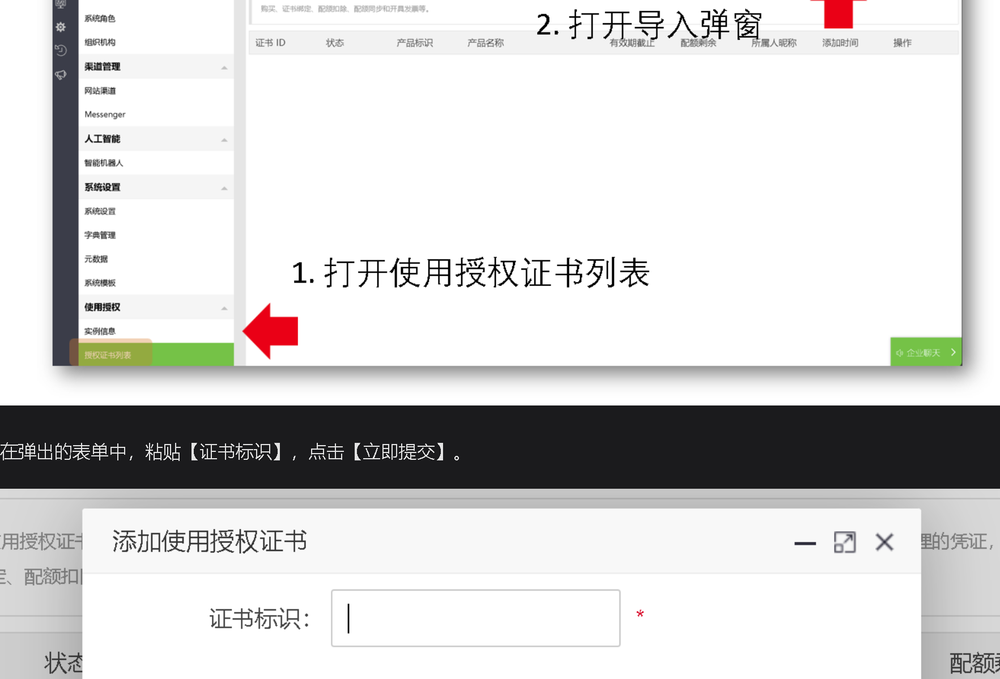 购买、证书绑定、配额扣除、配额同步和开具发票等。
系统角色
2. 打开导入弹窗
组织机构
证书 ID 状态 产品标识 产品名称 有效期截止 配额剩余 所属人昵称 添加时间 操作
渠道管理
网站渠道
Messenger
人工智能
智能机器人
系统设置
系统设置
字典管理
元数据
系统模板
1. 打开使用授权证书列表
使用授权
实例信息
授权证书列表
企业聊天
在弹出的表单中，粘贴【证书标识】，点击【立即提交】。
添加使用授权证书
用授权证书
理的凭证，
、配额扣
证书标识：
*
状态
配额